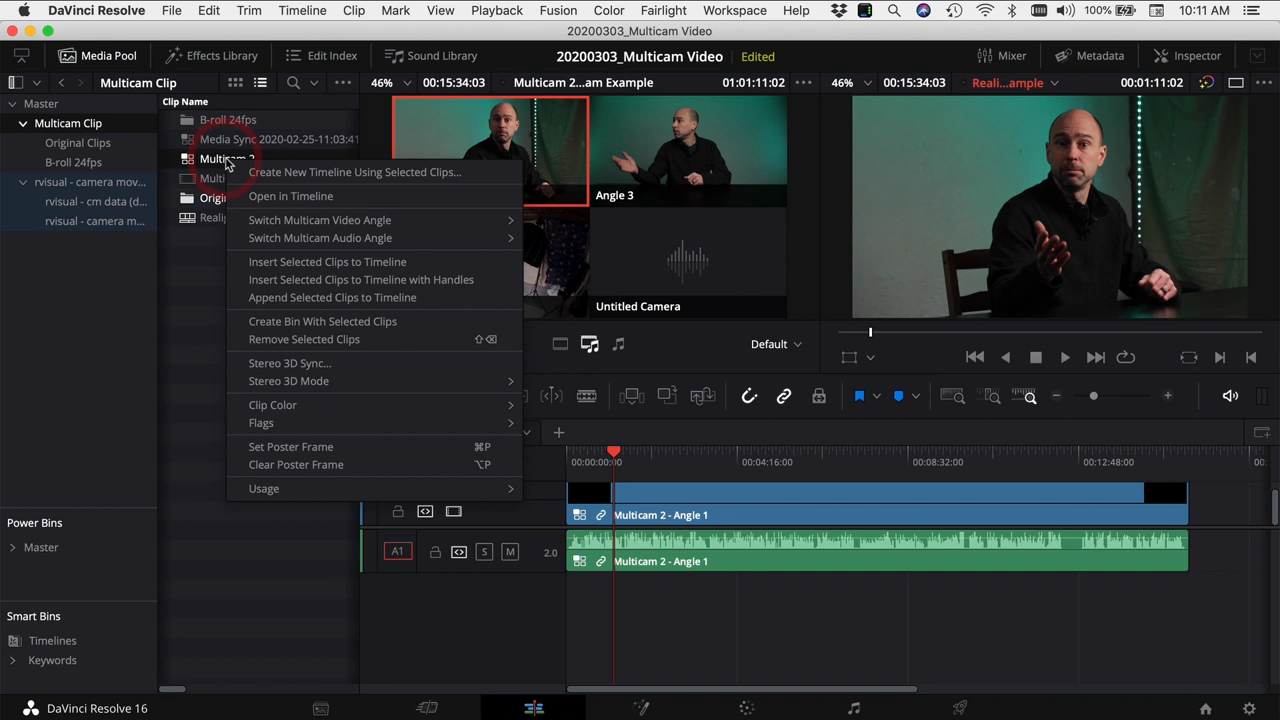 DaVinci Resolve File Edit Trim Timeline Clip Mark View Playback Fusion Color Fairlight Workspace Help 100% 10:11 AM
20200303_Multicam Video
Media Pool Effects Library Edit Index Sound Library 20200303_Multicam Video Edited Mixer Metadata Inspector
Multicam Clip 46% 00:15:34:03 Multicam 2...am Example 01:01:11:02 46% 00:15:34:03 Reali...ample 00:01:11:02
Master
Multicam Clip
Original Clips
B-roll 24fps
rvisual - camera mov...
rvisual - cm data (d...
rvisual - camera m...
Clip Name
B-roll 24fps
Media Sync 2020-02-25-11:03:41
Multicam 2
Multi
Origi
Realig
Create New Timeline Using Selected Clips...
Open in Timeline
Switch Multicam Video Angle
Switch Multicam Audio Angle
Insert Selected Clips to Timeline
Insert Selected Clips to Timeline with Handles
Append Selected Clips to Timeline
Create Bin With Selected Clips
Remove Selected Clips ⇧⌫
Stereo 3D Sync...
Stereo 3D Mode
Clip Color
Flags
Set Poster Frame ⌘P
Clear Poster Frame ⌥P
Usage
Angle 3
Untitled Camera
Default
00:00:00:00 00:04:16:00 00:08:32:00 00:12:48:00 00:
Multicam 2 - Angle 1
A1 S M 2.0
Multicam 2 - Angle 1
Power Bins
Master
Smart Bins
Timelines
Keywords
DaVinci Resolve 16